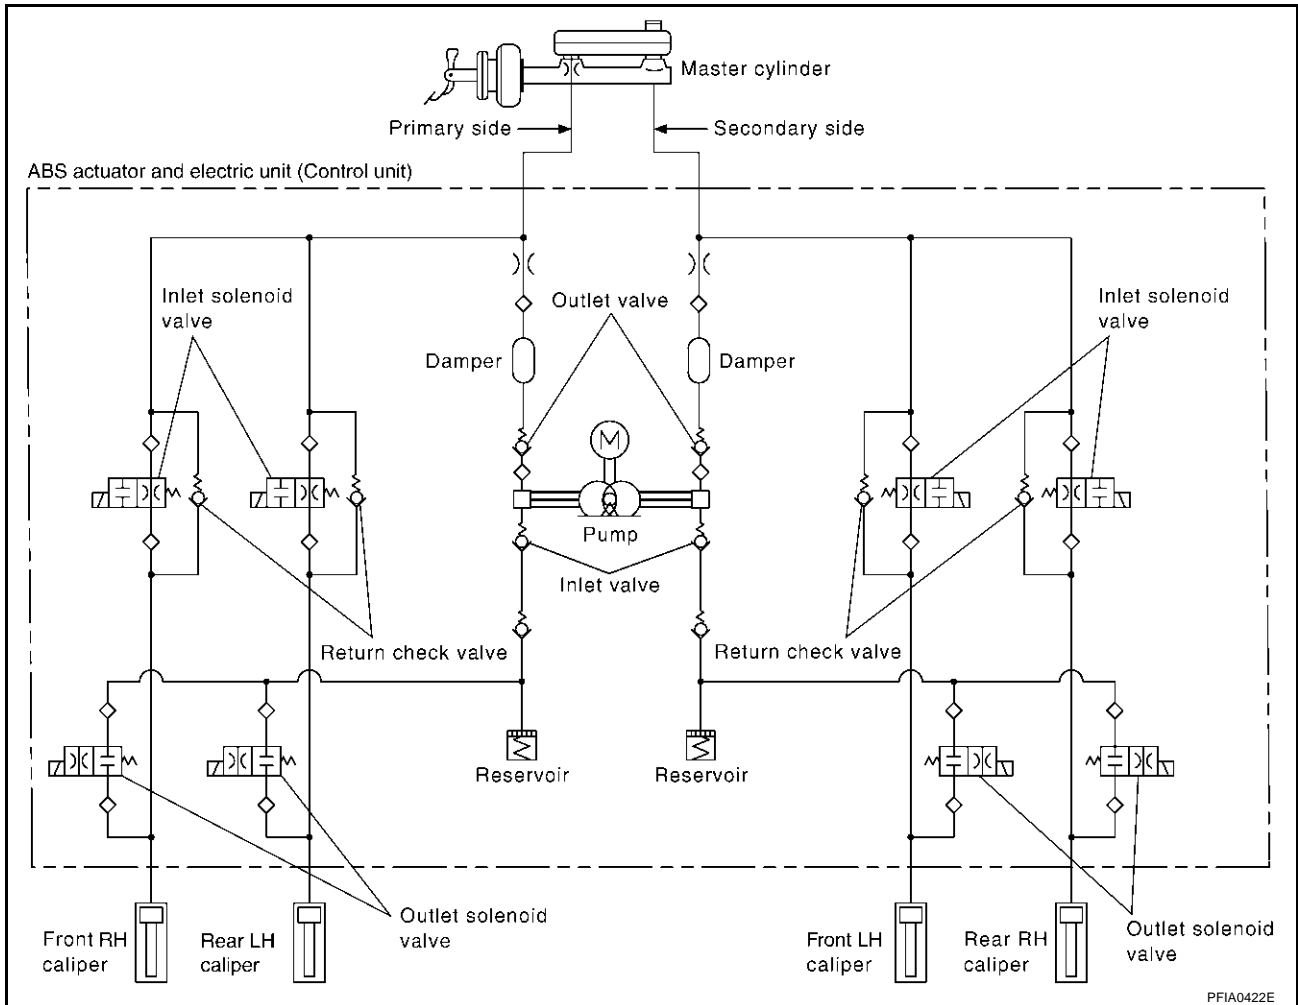 Master cylinder
Primary side
Secondary side
ABS actuator and electric unit (Control unit)
Inlet solenoid
valve
Outlet valve
Inlet solenoid
valve
Damper
Damper
M
Pump
Inlet valve
Return check valve
Return check valve
Reservoir
Reservoir
Outlet solenoid
valve
Outlet solenoid
valve
Front RH
caliper
Rear LH
caliper
Front LH
caliper
Rear RH
caliper
PFIA0422E